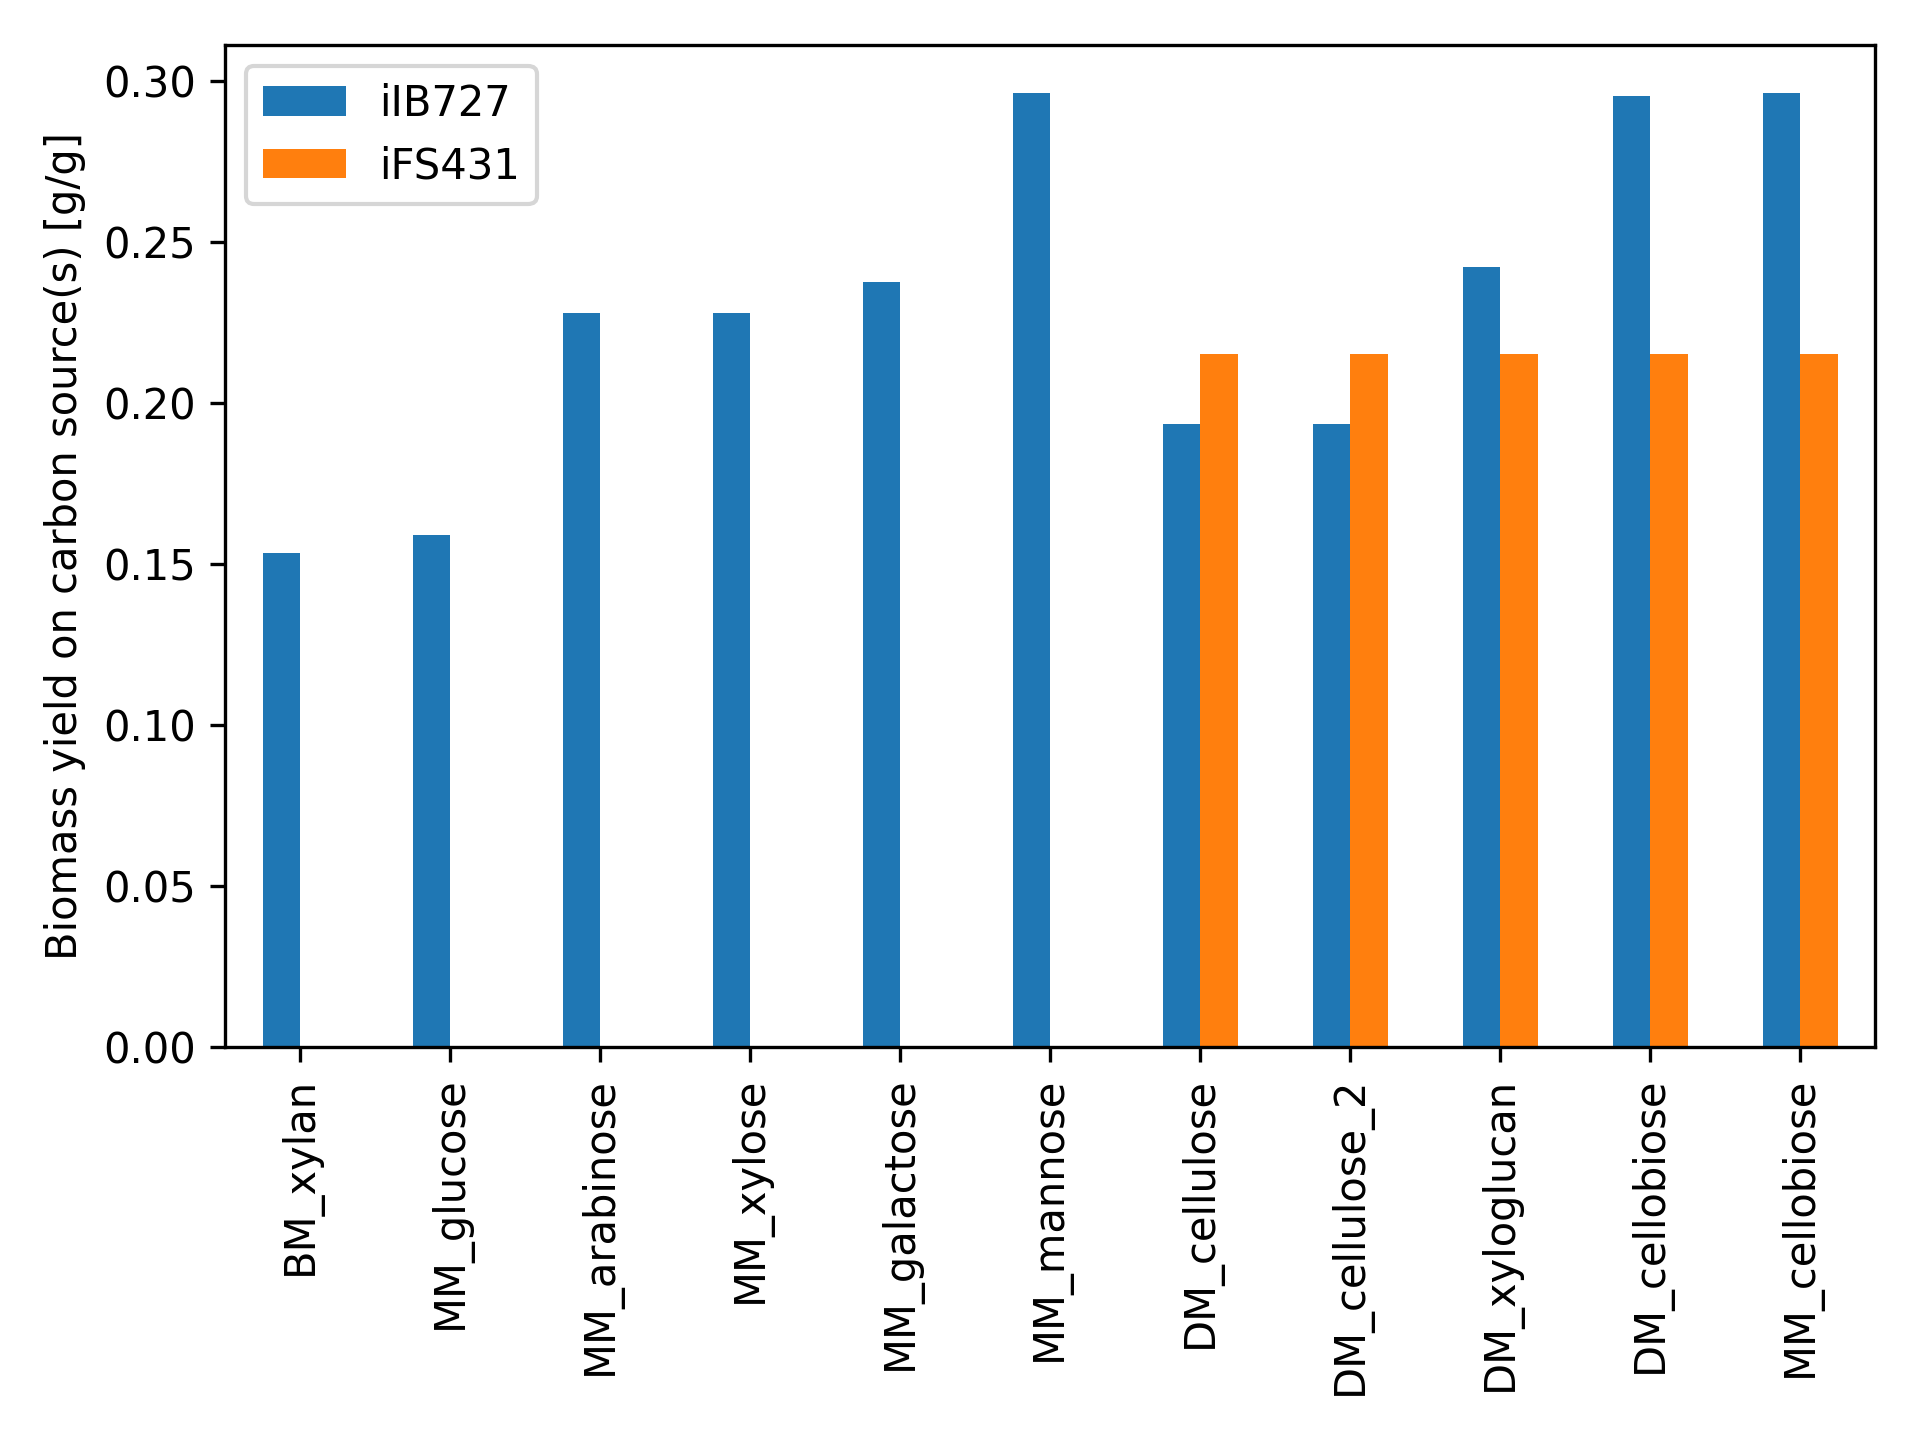 iIB727
iFS431
Biomass yield on carbon source(s) [g/g]
0.30
0.25
0.20
0.15
0.10
0.05
0.00
BM_xylan
MM_glucose
MM_arabinose
MM_xylose
MM_galactose
MM_mannose
DM_cellulose
DM_cellulose_2
DM_xyloglucan
DM_cellobiose
MM_cellobiose